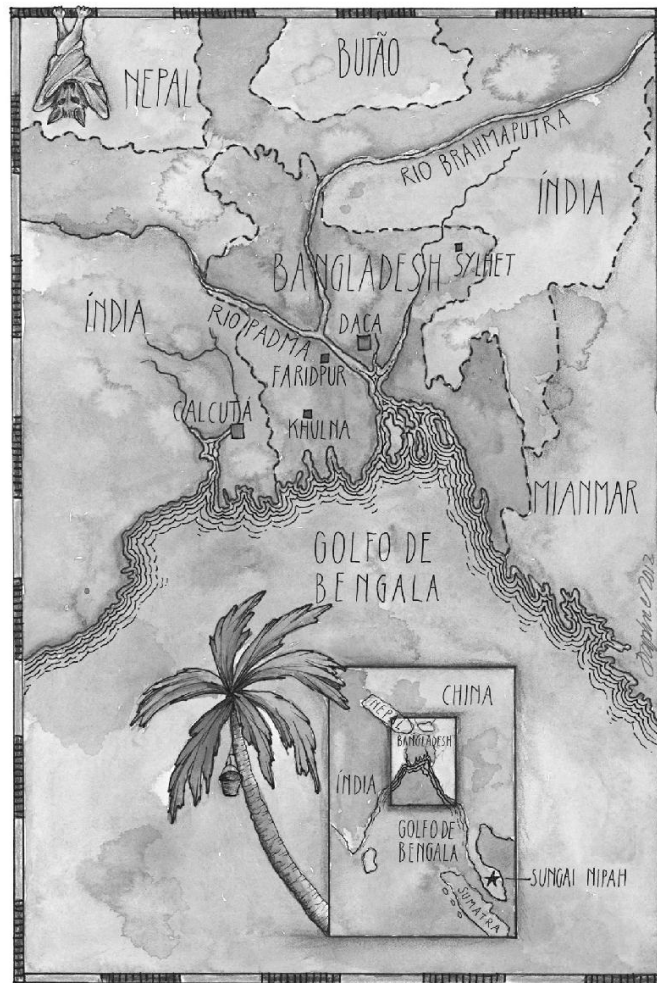 BUTÃO
NEPAL
RIO BRAHMAPUTRA
ÍNDIA
BANGLADESH
SYLHET
ÍNDIA
RIO PADMA
DACA
FARIDPUR
CALCUTÁ
KHULNA
MIANMAR
GOLFO DE
BENGALA
2012
CHINA
NEPAL
BANGLADESH
ÍNDIA
GOLFO DE
BENGALA
SUNGAI NIPAH
SUMATRA